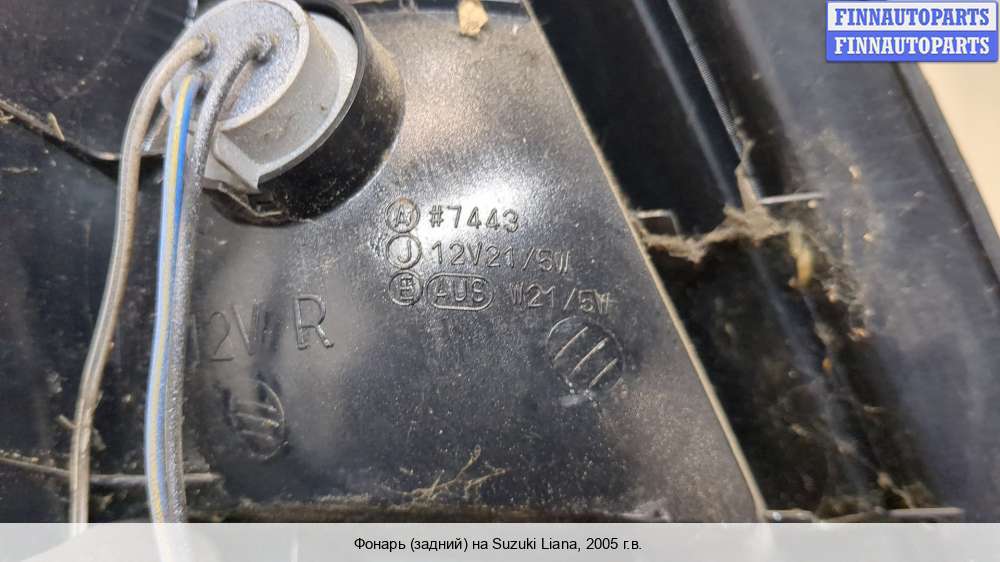 FINNAUTOPARTS
FINNAUTOPARTS
A #7443
J 12V21/5W
E AUS W21/5W
12V R
Фонарь (задний) на Suzuki Liana, 2005 г.в.